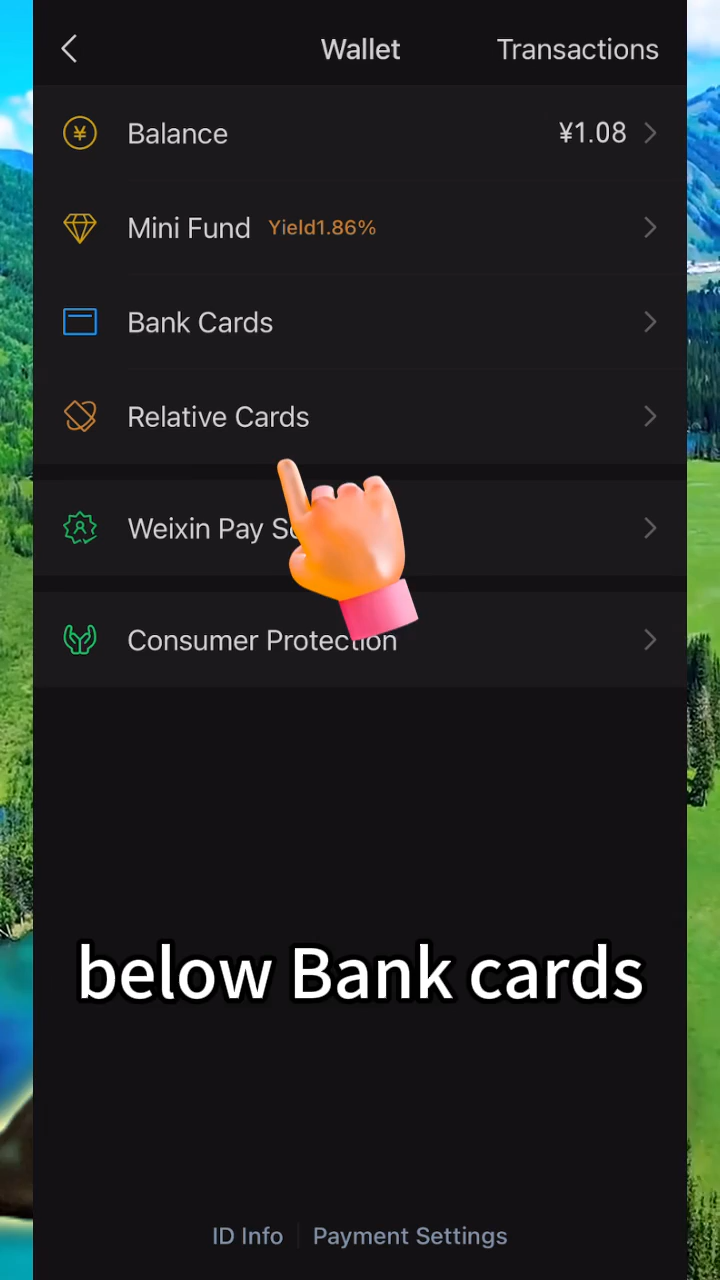 Wallet Transactions
Balance ¥1.08
Mini Fund Yield1.86%
Bank Cards
Relative Cards
Weixin Pay
Consumer Protection
below Bank cards
ID Info Payment Settings